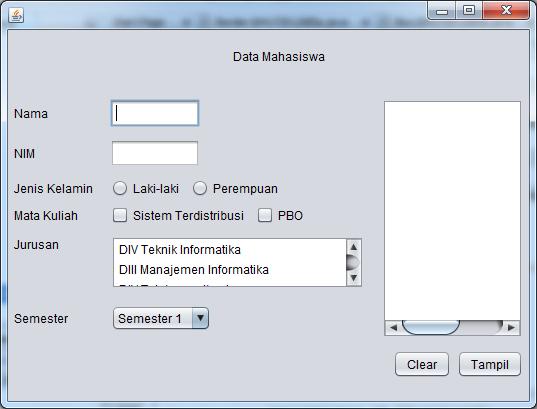 Data Mahasiswa
Nama
NIM
Jenis Kelamin Laki-laki Perempuan
Mata Kuliah Sistem Terdistribusi PBO
Jurusan
DIV Teknik Informatika
DIII Manajemen Informatika
Semester Semester 1
Clear Tampil